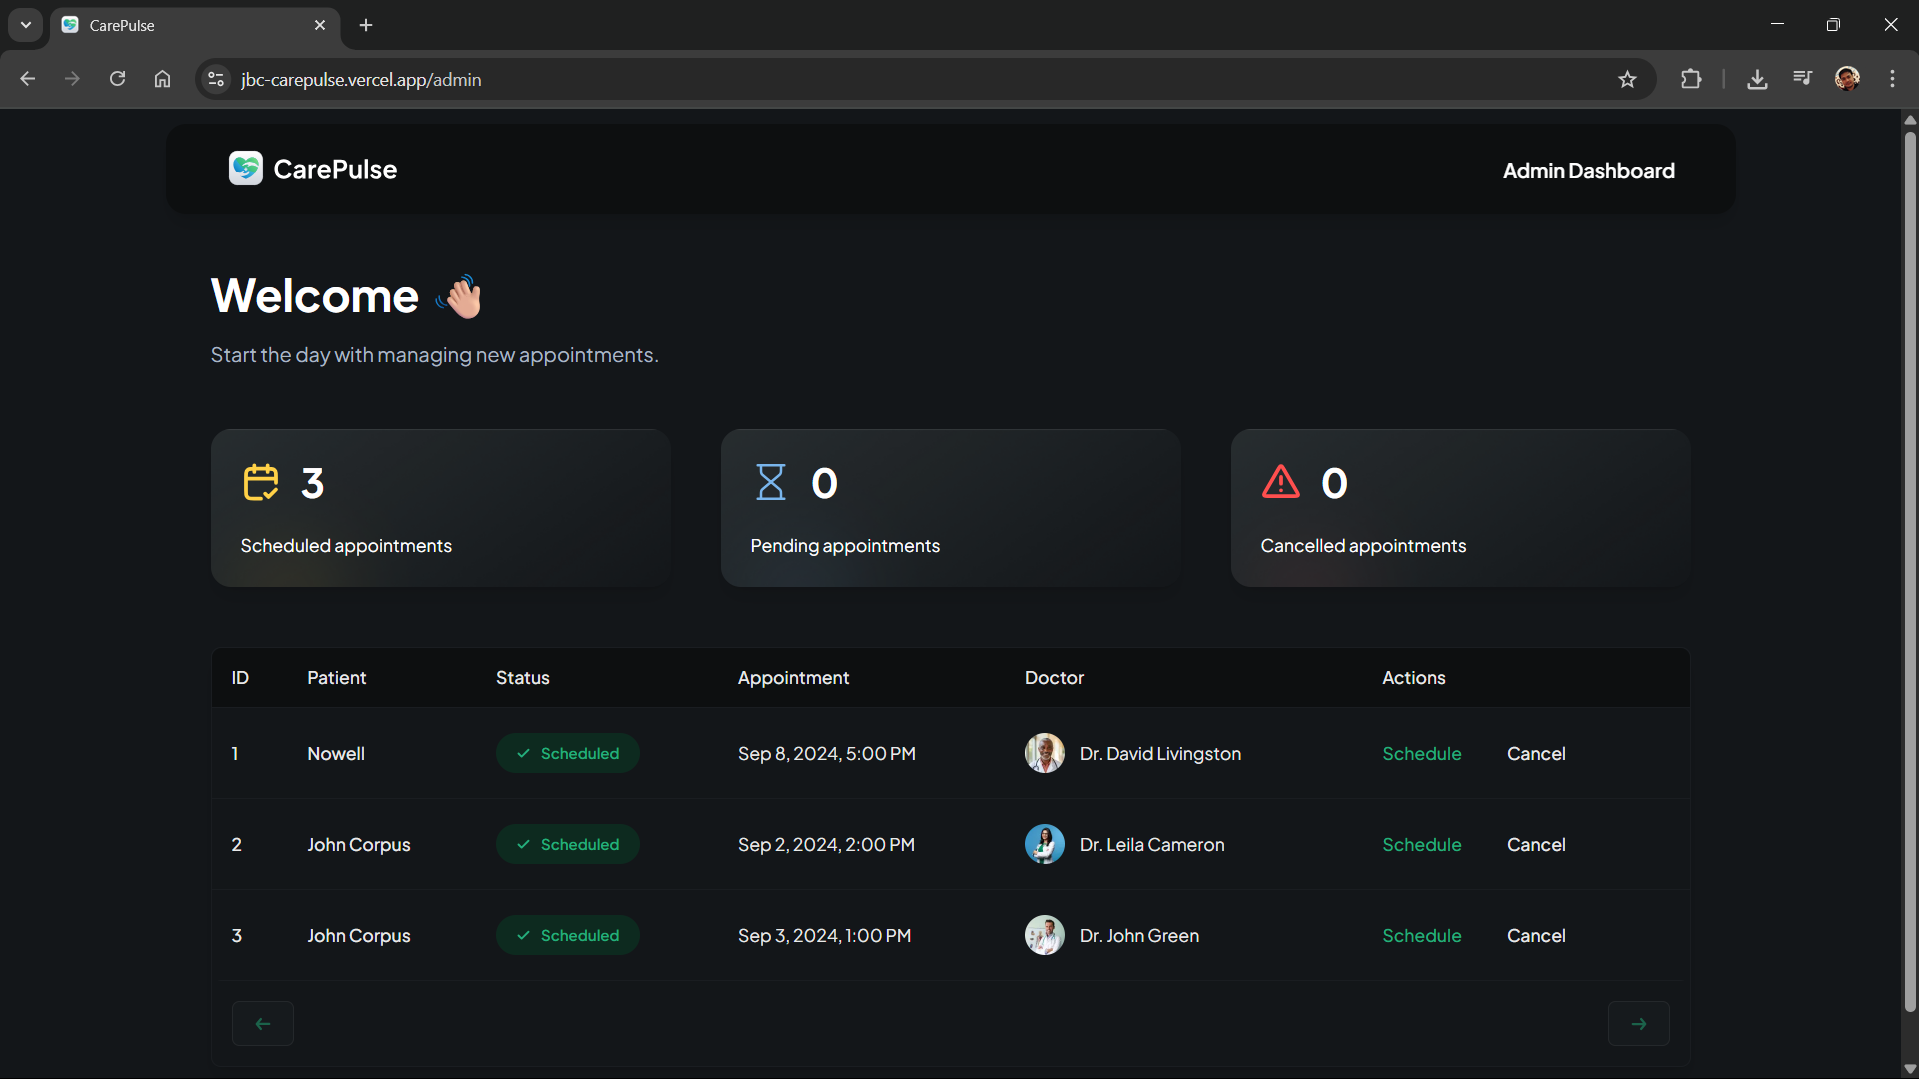 CarePulse
jbc-carepulse.vercel.app/admin
CarePulse
Admin Dashboard
Welcome 👋
Start the day with managing new appointments.
3
Scheduled appointments
0
Pending appointments
0
Cancelled appointments
ID Patient Status Appointment Doctor Actions
1 Nowell Scheduled Sep 8, 2024, 5:00 PM Dr. David Livingston Schedule Cancel
2 John Corpus Scheduled Sep 2, 2024, 2:00 PM Dr. Leila Cameron Schedule Cancel
3 John Corpus Scheduled Sep 3, 2024, 1:00 PM Dr. John Green Schedule Cancel